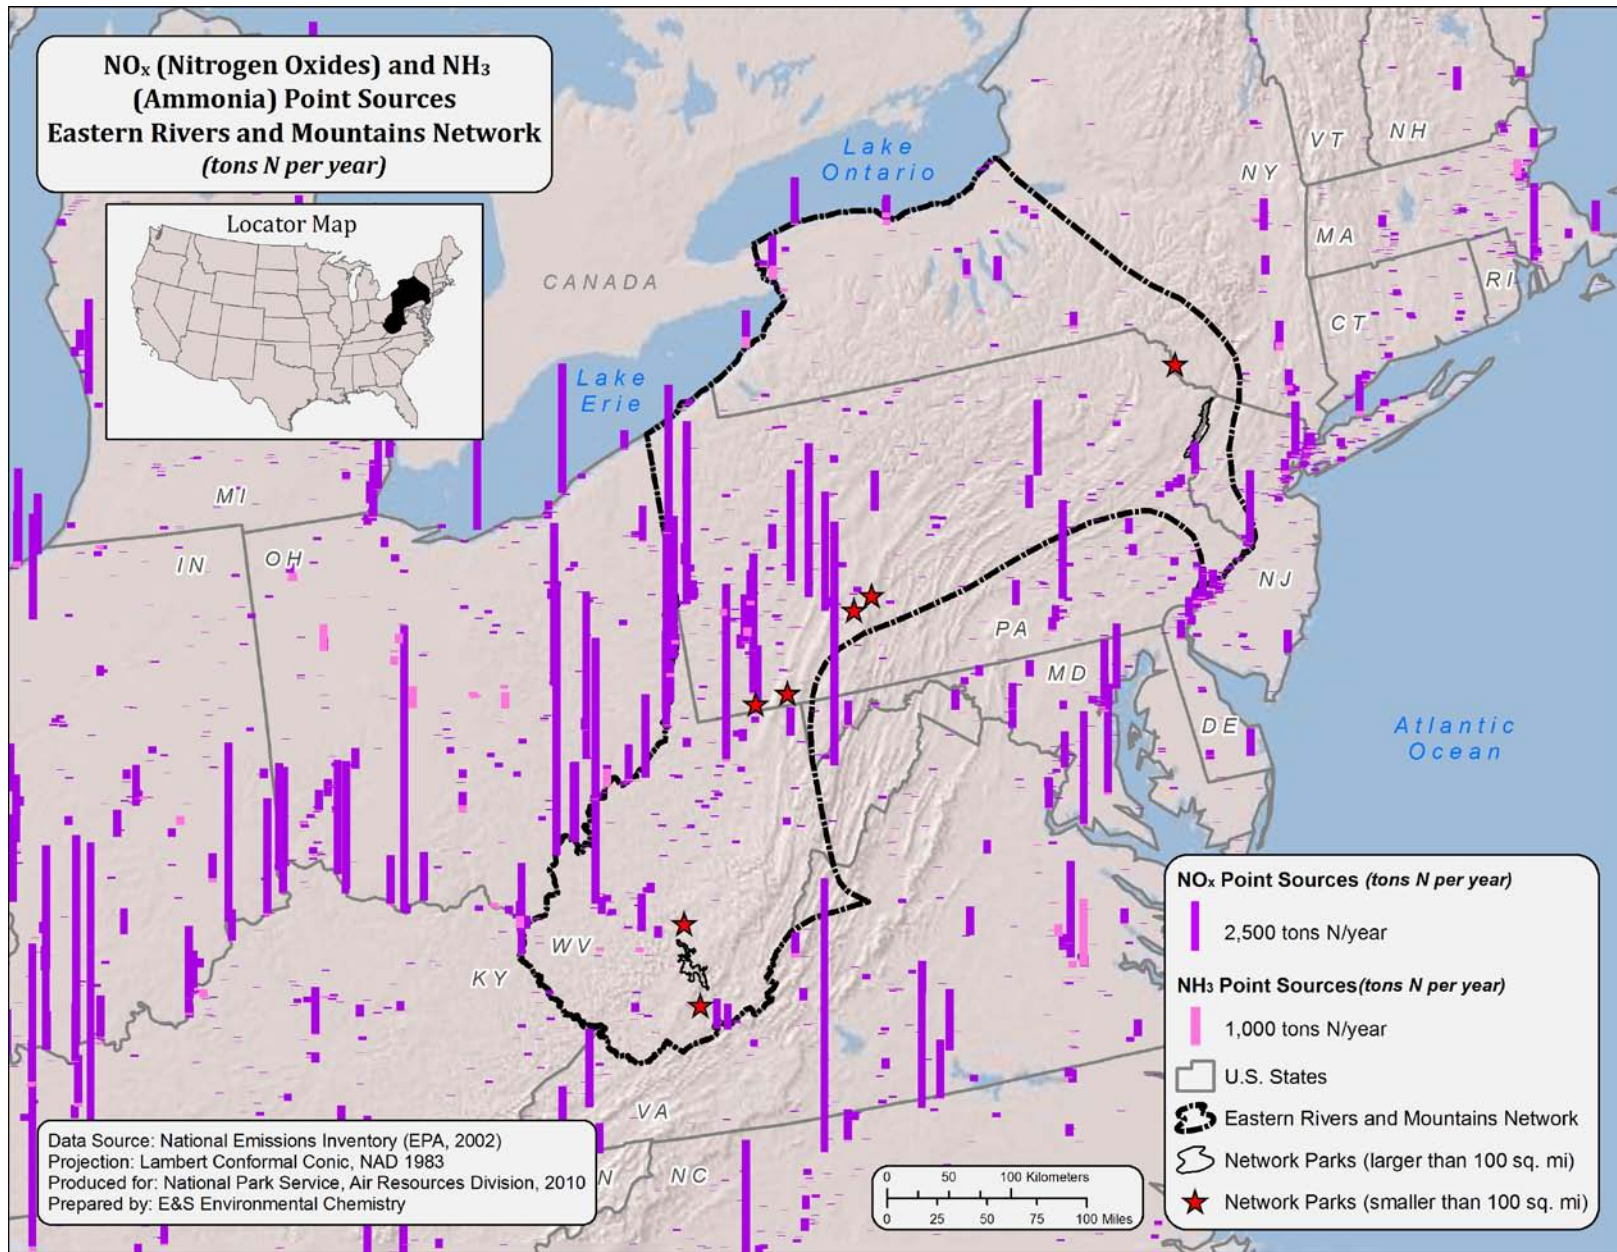 NOx (Nitrogen Oxides) and NH3
(Ammonia) Point Sources
Eastern Rivers and Mountains Network
(tons N per year)
Locator Map
Lake
Ontario
CANADA
Lake
Erie
VT
NH
NY
MA
RI
CT
MI
IN
OH
NJ
PA
MD
DE
Atlantic
Ocean
WV
KY
VA
N
NC
NOx Point Sources (tons N per year)
2,500 tons N/year
NH3 Point Sources(tons N per year)
1,000 tons N/year
U.S. States
Eastern Rivers and Mountains Network
Network Parks (larger than 100 sq. mi)
Network Parks (smaller than 100 sq. mi)
Data Source: National Emissions Inventory (EPA, 2002)
Projection: Lambert Conformal Conic, NAD 1983
Produced for: National Park Service, Air Resources Division, 2010
Prepared by: E&S Environmental Chemistry
0 50 100 Kilometers
0 25 50 75 100 Miles